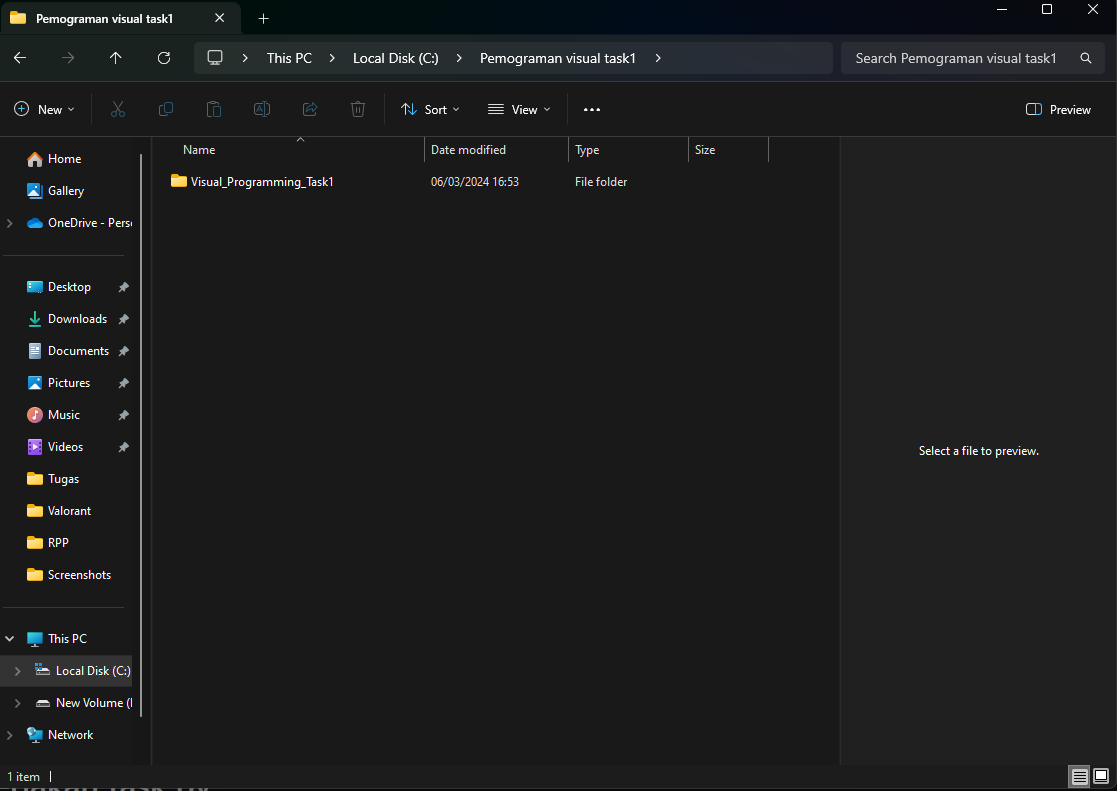 Pemograman visual task1
This PC
Local Disk (C:)
Pemograman visual task1
Search Pemograman visual task1
New
Sort
View
Preview
Home
Gallery
OneDrive - Pers
Desktop
Downloads
Documents
Pictures
Music
Videos
Tugas
Valorant
RPP
Screenshots
This PC
Local Disk (C:)
New Volume (
Network
Name
Date modified
Type
Size
Visual_Programming_Task1
06/03/2024 16:53
File folder
Select a file to preview.
1 item